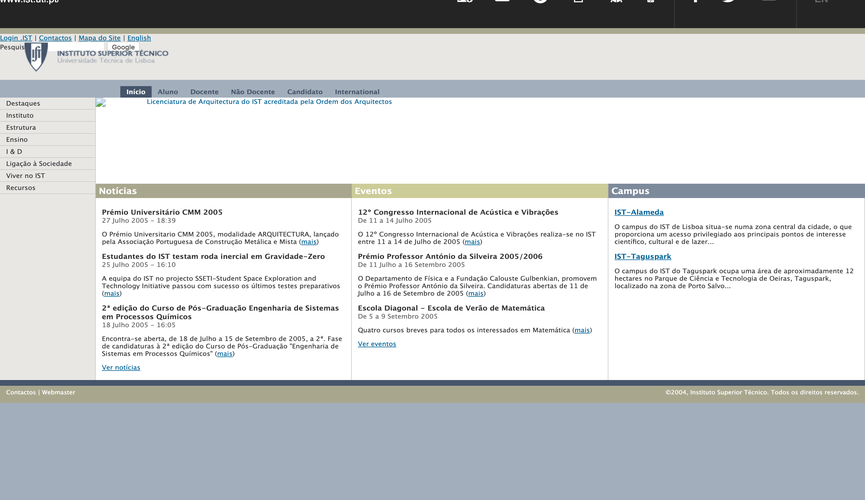 www.ist.utl.pt/
Login .IST | Contactos | Mapa do Site | English
Pesquis
Google
INSTITUTO SUPERIOR TÉCNICO
Universidade Técnica de Lisboa
Início Aluno Docente Não Docente Candidato International
Destaques
Instituto
Estrutura
Ensino
I & D
Ligação à Sociedade
Viver no IST
Recursos
Licenciatura de Arquitectura do IST acreditada pela Ordem dos Arquitectos
Notícias
Prémio Universitário CMM 2005
27 Julho 2005 - 18:39
O Prémio Universitario CMM 2005, modalidade ARQUITECTURA, lançado
pela Associação Portuguesa de Construção Metálica e Mista (mais)
Estudantes do IST testam roda inercial em Gravidade-Zero
25 Julho 2005 - 16:10
A equipa do IST no projecto SSETI-Student Space Exploration and
Technology Initiative passou com sucesso os últimos testes preparativos
(mais)
2ª edição do Curso de Pós-Graduação Engenharia de Sistemas
em Processos Químicos
18 Julho 2005 - 16:05
Encontra-se aberta, de 18 de Julho a 15 de Setembro de 2005, a 2ª. Fase
de candidaturas à 2ª edição do Curso de Pós-Graduação "Engenharia de
Sistemas em Processos Químicos" (mais)
Ver notícias
Eventos
12º Congresso Internacional de Acústica e Vibrações
De 11 a 14 Julho 2005
O 12º Congresso Internacional de Acústica e Vibrações realiza-se no IST
entre 11 a 14 de Julho de 2005 (mais)
Prémio Professor António da Silveira 2005/2006
De 11 Julho a 16 Setembro 2005
O Departamento de Física e a Fundação Calouste Gulbenkian, promovem
o Prémio Professor António da Silveira. Candidaturas abertas de 11 de
Julho a 16 de Setembro de 2005 (mais)
Escola Diagonal - Escola de Verão de Matemática
De 5 a 9 Setembro 2005
Quatro cursos breves para todos os interessados em Matemática (mais)
Ver eventos
Campus
IST-Alameda
O campus do IST de Lisboa situa-se numa zona central da cidade, o que
proporciona um acesso privilegiado aos principais pontos de interesse
científico, cultural e de lazer...
IST-Taguspark
O campus do IST do Taguspark ocupa uma área de aproximadamente 12
hectares no Parque de Ciência e Tecnologia de Oeiras, Taguspark,
localizado na zona de Porto Salvo...
Contactos | Webmaster
©2004, Instituto Superior Técnico. Todos os direitos reservados.